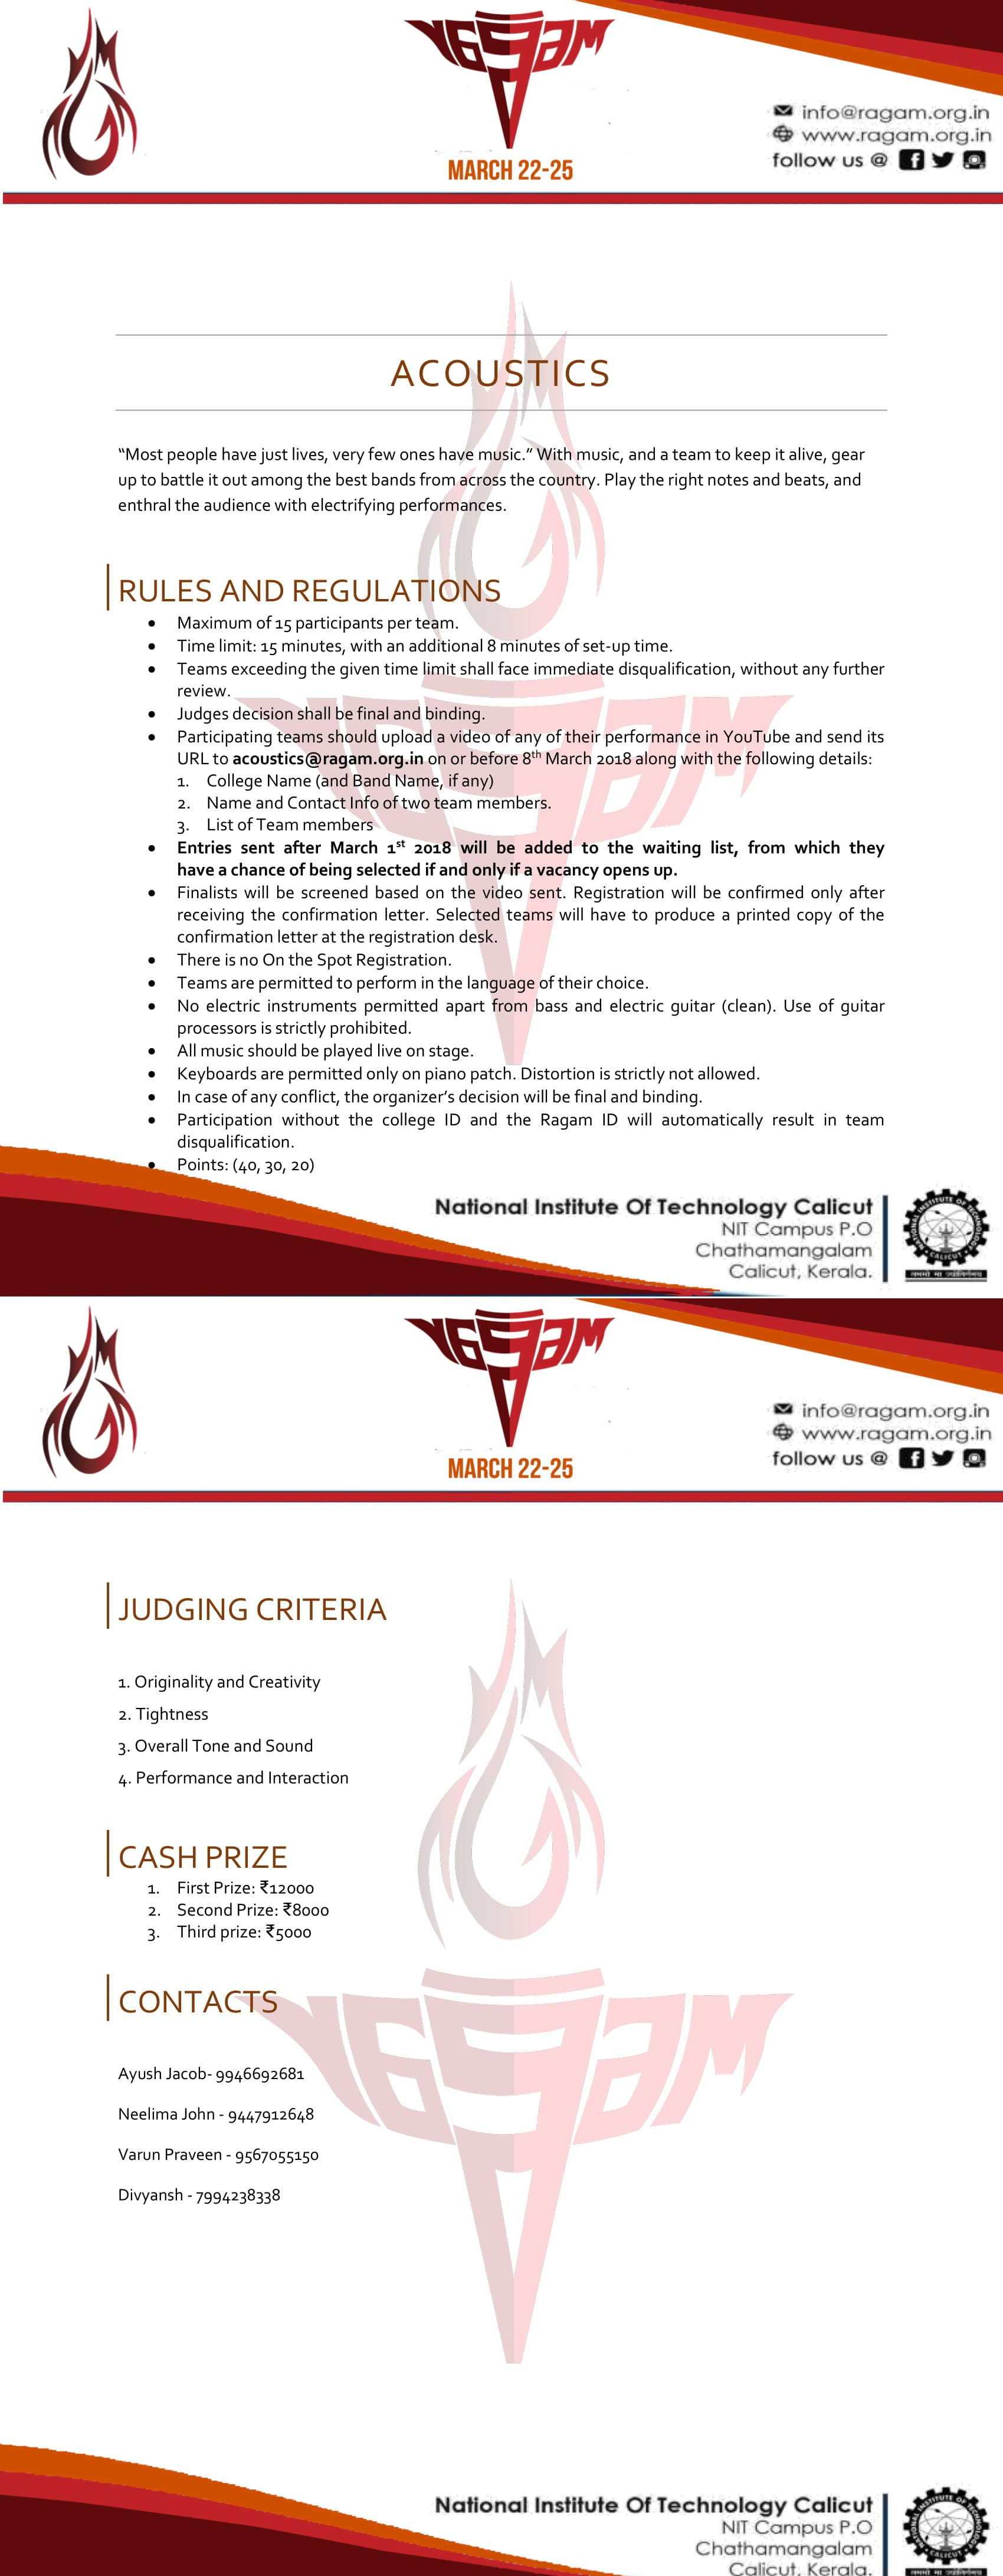 RAGAM
MARCH 22-25
info@ragam.org.in
www.ragam.org.in
follow us @
ACOUSTICS
“Most people have just lives, very few ones have music.” With music, and a team to keep it alive, gear
up to battle it out among the best bands from across the country. Play the right notes and beats, and
enthral the audience with electrifying performances.
RULES AND REGULATIONS
• Maximum of 15 participants per team.
• Time limit: 15 minutes, with an additional 8 minutes of set-up time.
• Teams exceeding the given time limit shall face immediate disqualification, without any further
review.
• Judges decision shall be final and binding.
• Participating teams should upload a video of any of their performance in YouTube and send its
URL to acoustics@ragam.org.in on or before 8th March 2018 along with the following details:
1. College Name (and Band Name, if any)
2. Name and Contact Info of two team members.
3. List of Team members
• Entries sent after March 1st 2018 will be added to the waiting list, from which they
have a chance of being selected if and only if a vacancy opens up.
• Finalists will be screened based on the video sent. Registration will be confirmed only after
receiving the confirmation letter. Selected teams will have to produce a printed copy of the
confirmation letter at the registration desk.
• There is no On the Spot Registration.
• Teams are permitted to perform in the language of their choice.
• No electric instruments permitted apart from bass and electric guitar (clean). Use of guitar
processors is strictly prohibited.
• All music should be played live on stage.
• Keyboards are permitted only on piano patch. Distortion is strictly not allowed.
• In case of any conflict, the organizer’s decision will be final and binding.
• Participation without the college ID and the Ragam ID will automatically result in team
disqualification.
• Points: (40, 30, 20)
National Institute Of Technology Calicut
NIT Campus P.O
Chathamangalam
Calicut, Kerala.
RAGAM
MARCH 22-25
info@ragam.org.in
www.ragam.org.in
follow us @
JUDGING CRITERIA
1. Originality and Creativity
2. Tightness
3. Overall Tone and Sound
4. Performance and Interaction
CASH PRIZE
1. First Prize: ₹12000
2. Second Prize: ₹8000
3. Third prize: ₹5000
CONTACTS
Ayush Jacob- 9946692681
Neelima John - 9447912648
Varun Praveen - 9567055150
Divyansh - 7994238338
National Institute Of Technology Calicut
NIT Campus P.O
Chathamangalam
Calicut, Kerala.